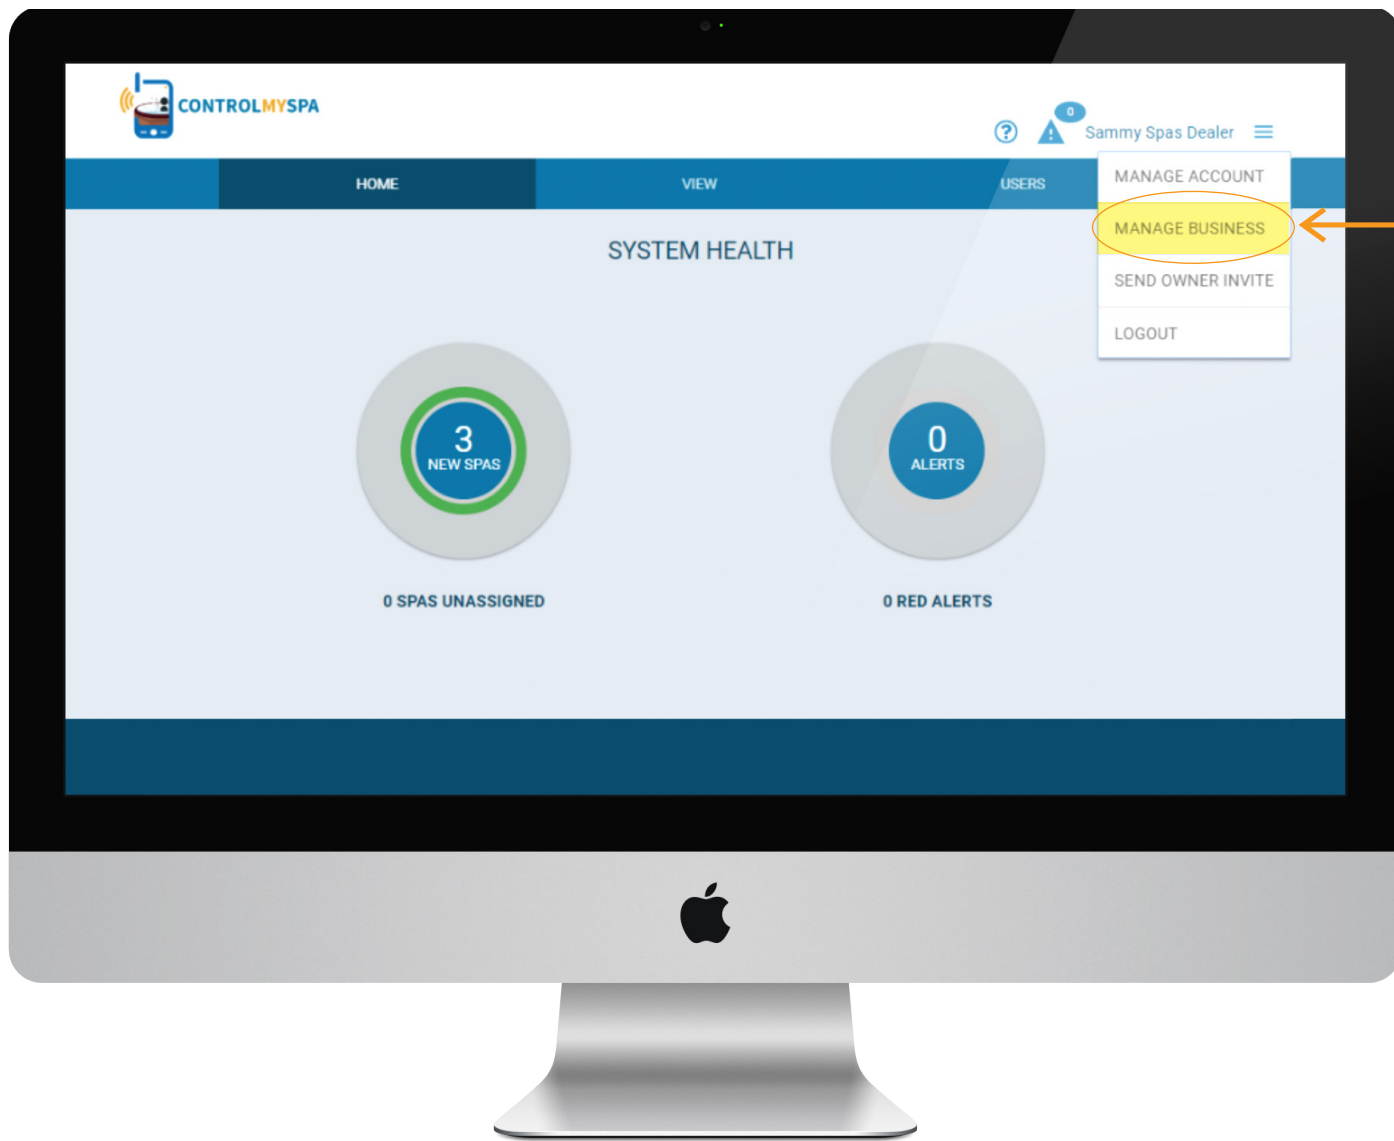 CONTROLMYSPA
0
Sammy Spas Dealer
HOME
VIEW
USERS
MANAGE ACCOUNT
MANAGE BUSINESS
SEND OWNER INVITE
LOGOUT
SYSTEM HEALTH
3
NEW SPAS
0
ALERTS
0 SPAS UNASSIGNED
0 RED ALERTS